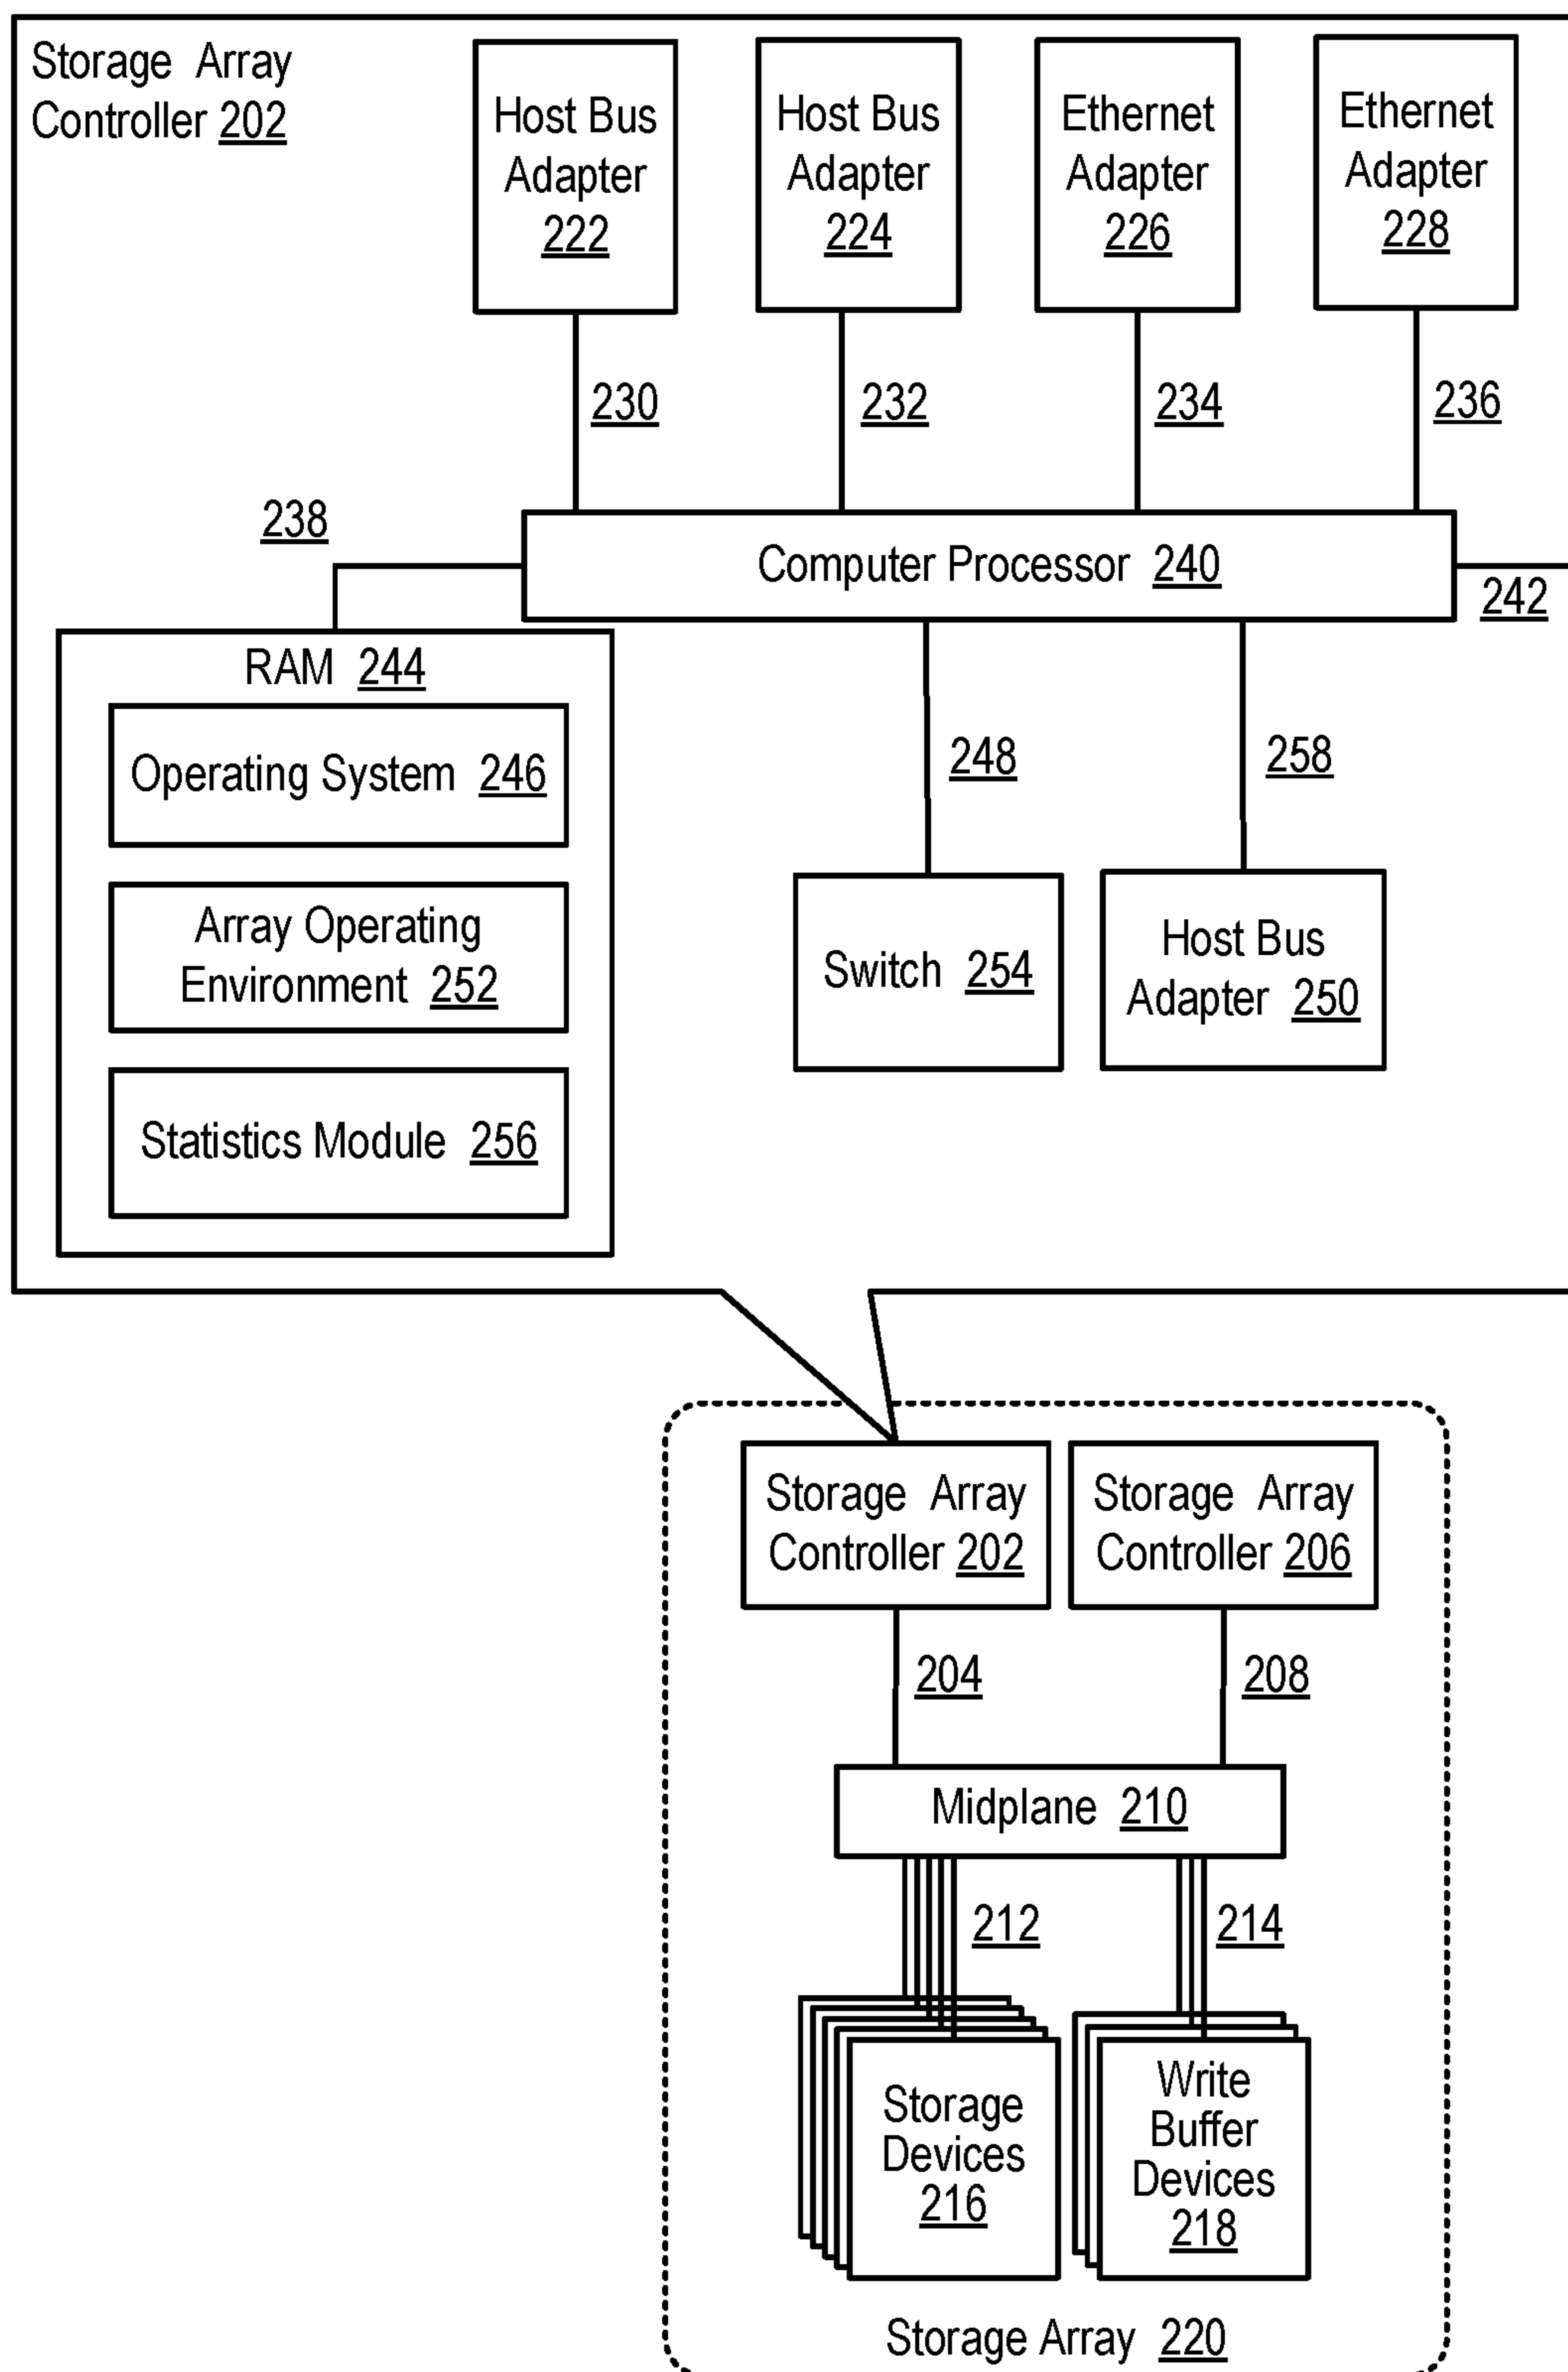 Storage Array
Controller 202
Host Bus
Adapter
222
Host Bus
Adapter
224
Ethernet
Adapter
226
Ethernet
Adapter
228
230
232
234
236
238
Computer Processor 240
242
RAM 244
Operating System 246
Array Operating
Environment 252
Statistics Module 256
248
258
Switch 254
Host Bus
Adapter 250
Storage Array
Controller 202
Storage Array
Controller 206
204
208
Midplane 210
212
214
Storage
Devices
216
Write
Buffer
Devices
218
Storage Array 220